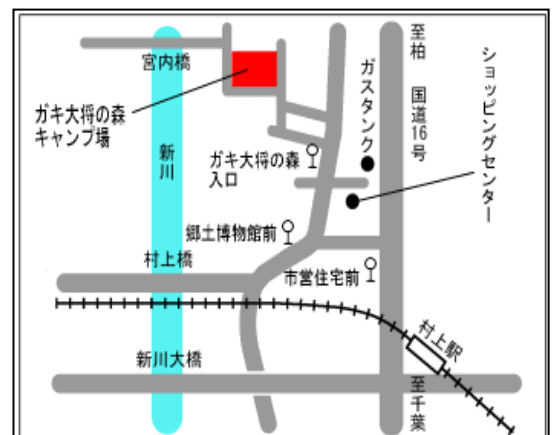 至柏
国道16号
ショッピングセンター
ガスタンク
宮内橋
ガキ大将の森
キャンプ場
新川
ガキ大将の森
入口
郷土博物館前
村上橋
市営住宅前
村上駅
新川大橋
至千葉